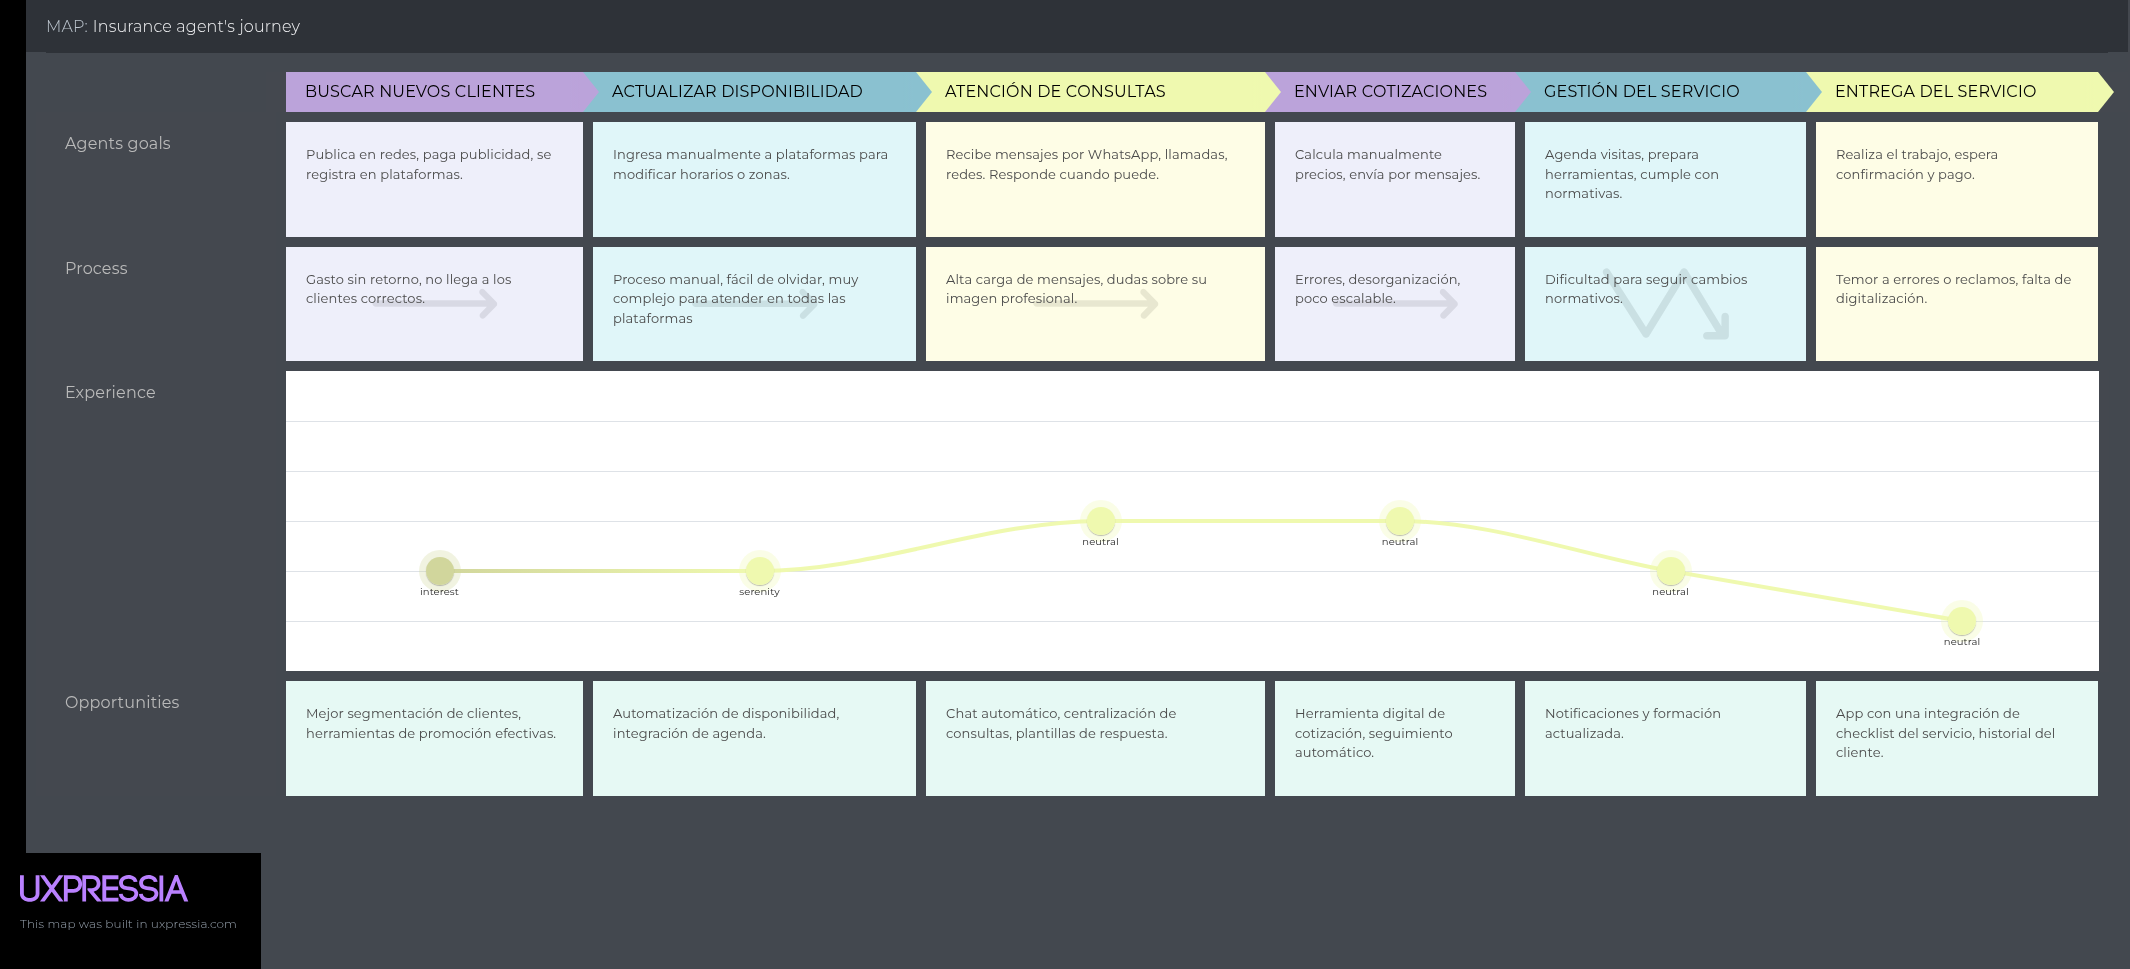 MAP: Insurance agent's journey
BUSCAR NUEVOS CLIENTES
ACTUALIZAR DISPONIBILIDAD
ATENCIÓN DE CONSULTAS
ENVIAR COTIZACIONES
GESTIÓN DEL SERVICIO
ENTREGA DEL SERVICIO
Agents goals
Publica en redes, paga publicidad, se
registra en plataformas.
Ingresa manualmente a plataformas para
modificar horarios o zonas.
Recibe mensajes por WhatsApp, llamadas,
redes. Responde cuando puede.
Calcula manualmente
precios, envía por mensajes.
Agenda visitas, prepara
herramientas, cumple con
normativas.
Realiza el trabajo, espera
confirmación y pago.
Process
Gasto sin retorno, no llega a los
clientes correctos.
Proceso manual, fácil de olvidar, muy
complejo para atender en todas las
plataformas
Alta carga de mensajes, dudas sobre su
imagen profesional.
Errores, desorganización,
poco escalable.
Dificultad para seguir cambios
normativos.
Temor a errores o reclamos, falta de
digitalización.
Experience
interest
serenity
neutral
neutral
neutral
neutral
Opportunities
Mejor segmentación de clientes,
herramientas de promoción efectivas.
Automatización de disponibilidad,
integración de agenda.
Chat automático, centralización de
consultas, plantillas de respuesta.
Herramienta digital de
cotización, seguimiento
automático.
Notificaciones y formación
actualizada.
App con una integración de
checklist del servicio, historial del
cliente.
UXPRESSIA
This map was built in uxpressia.com